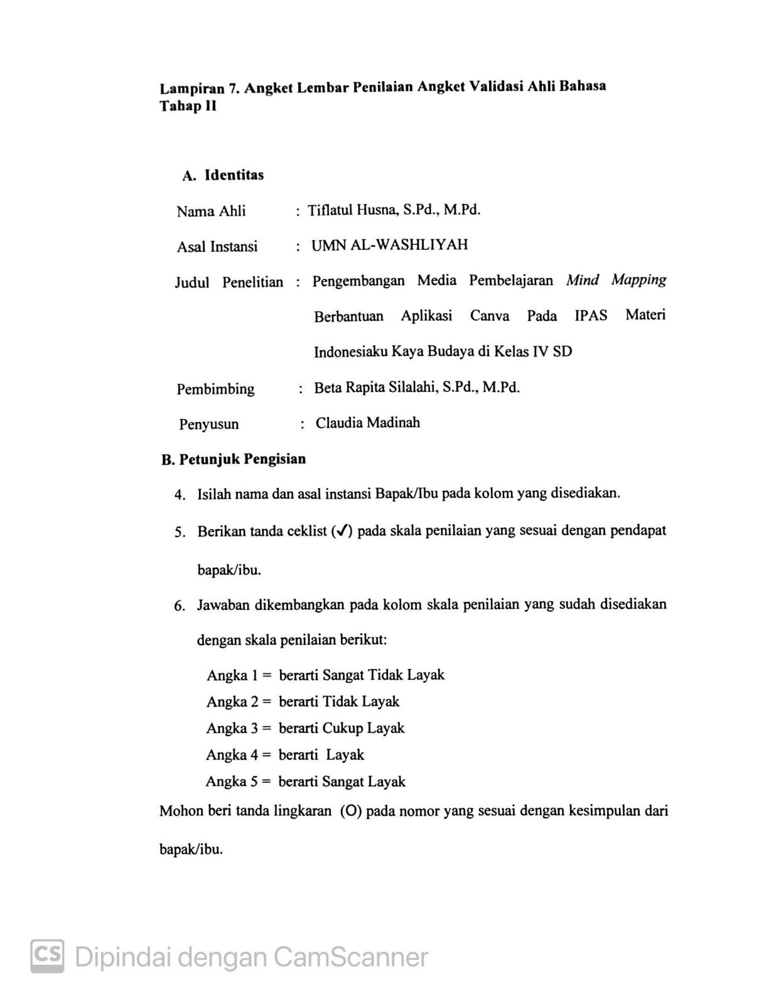 Lampiran 7. Angket Lembar Penilaian Angket Validasi Ahli Bahasa
Tahap II
A. Identitas
Nama Ahli : Tiflatul Husna, S.Pd., M.Pd.
Asal Instansi : UMN AL-WASHLIYAH
Judul Penelitian : Pengembangan Media Pembelajaran Mind Mapping
Berbantuan Aplikasi Canva Pada IPAS Materi
Indonesiaku Kaya Budaya di Kelas IV SD
Pembimbing : Beta Rapita Silalahi, S.Pd., M.Pd.
Penyusun : Claudia Madinah
B. Petunjuk Pengisian
4. Isilah nama dan asal instansi Bapak/Ibu pada kolom yang disediakan.
5. Berikan tanda ceklist (✓) pada skala penilaian yang sesuai dengan pendapat
bapak/ibu.
6. Jawaban dikembangkan pada kolom skala penilaian yang sudah disediakan
dengan skala penilaian berikut:
Angka 1 = berarti Sangat Tidak Layak
Angka 2 = berarti Tidak Layak
Angka 3 = berarti Cukup Layak
Angka 4 = berarti Layak
Angka 5 = berarti Sangat Layak
Mohon beri tanda lingkaran (O) pada nomor yang sesuai dengan kesimpulan dari
bapak/ibu.
CS Dipindai dengan CamScanner